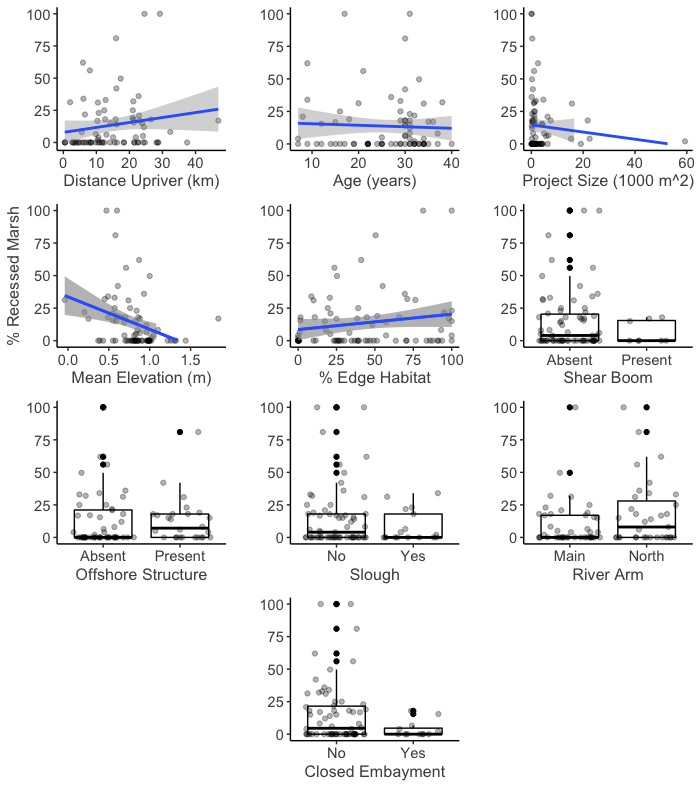 100
75
50
25
0
0 10 20 30 40
Distance Upriver (km)
100
75
50
25
0
10 20 30 40
Age (years)
100
75
50
25
0
0 10 20 30 40 50 60
Project Size (1000 m^2)
% Recessed Marsh
100
75
50
25
0
0.0 0.5 1.0 1.5
Mean Elevation (m)
100
75
50
25
0
0 25 50 75 100
% Edge Habitat
100
75
50
25
0
Absent Present
Shear Boom
100
75
50
25
0
Absent Present
Offshore Structure
100
75
50
25
0
No Yes
Slough
100
75
50
25
0
Main North
River Arm
100
75
50
25
0
No Yes
Closed Embayment